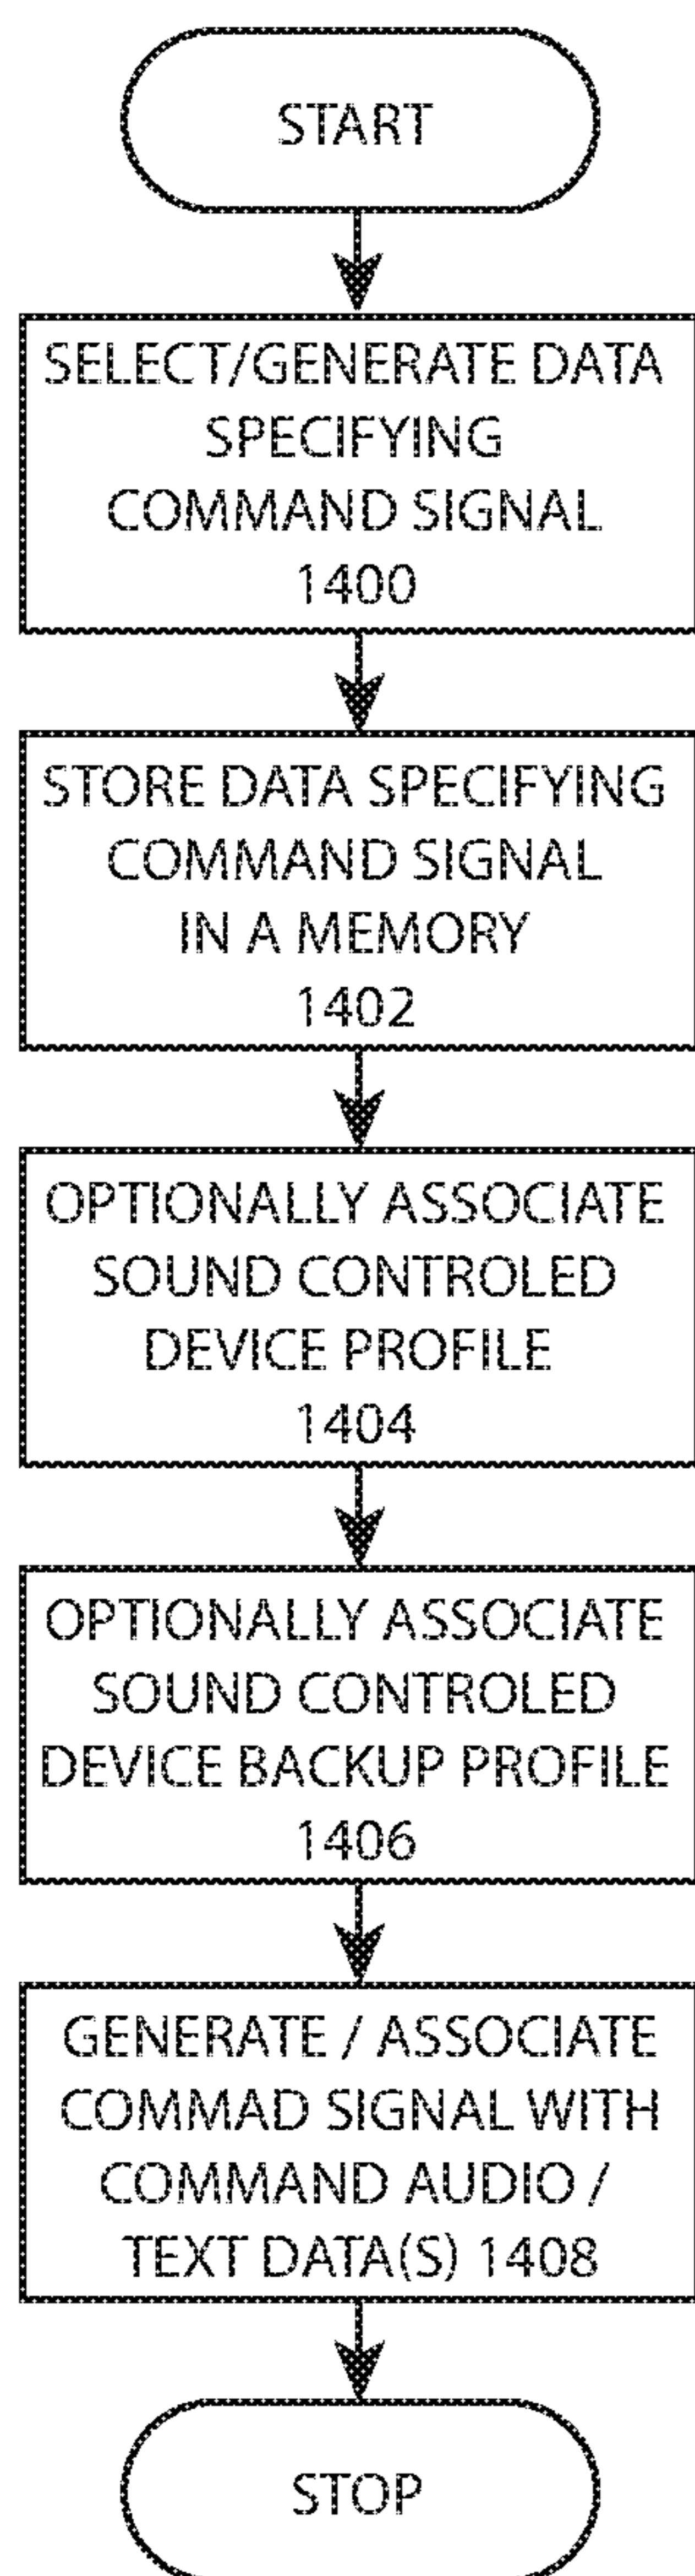 START
SELECT/GENERATE DATA
SPECIFYING
COMMAND SIGNAL
1400
STORE DATA SPECIFYING
COMMAND SIGNAL
IN A MEMORY
1402
OPTIONALLY ASSOCIATE
SOUND CONTROLED
DEVICE PROFILE
1404
OPTIONALLY ASSOCIATE
SOUND CONTROLED
DEVICE BACKUP PROFILE
1406
GENERATE / ASSOCIATE
COMMAD SIGNAL WITH
COMMAND AUDIO /
TEXT DATA(S) 1408
STOP